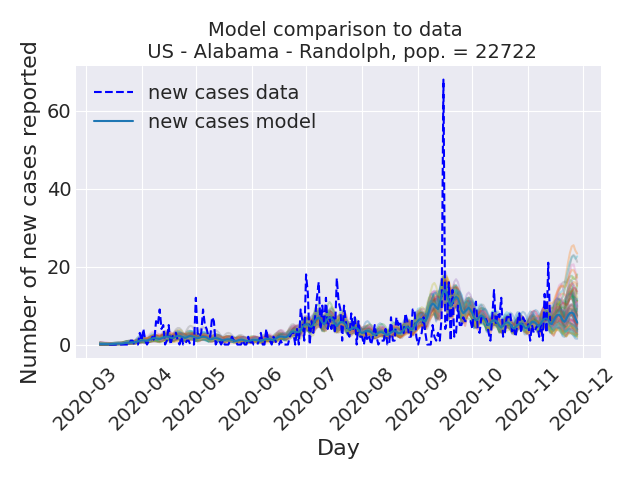 Model comparison to data
US - Alabama - Randolph, pop. = 22722
Number of new cases reported
60
40
20
0
new cases data
new cases model
2020-03
2020-04
2020-05
2020-06
2020-07
2020-08
2020-09
2020-10
2020-11
2020-12
Day